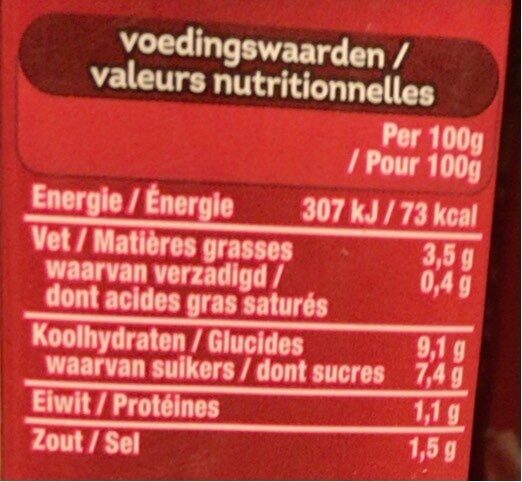 voedingswaarden /
valeurs nutritionnelles
Per 100g
/ Pour 100g
Energie / Énergie 307 kJ / 73 kcal
Vet / Matières grasses 3,5 g
waarvan verzadigd / 0,4 g
dont acides gras saturés
Koolhydraten / Glucides 9,1 g
waarvan suikers / dont sucres 7,4 g
Eiwit / Protéines 1,1 g
Zout / Sel 1,5 g